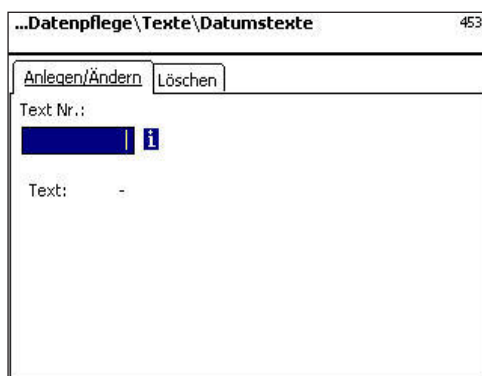 ...Datenpflege\Texte\Datumstexte 453
Anlegen/Ändern Löschen
Text Nr.:
i
Text: -